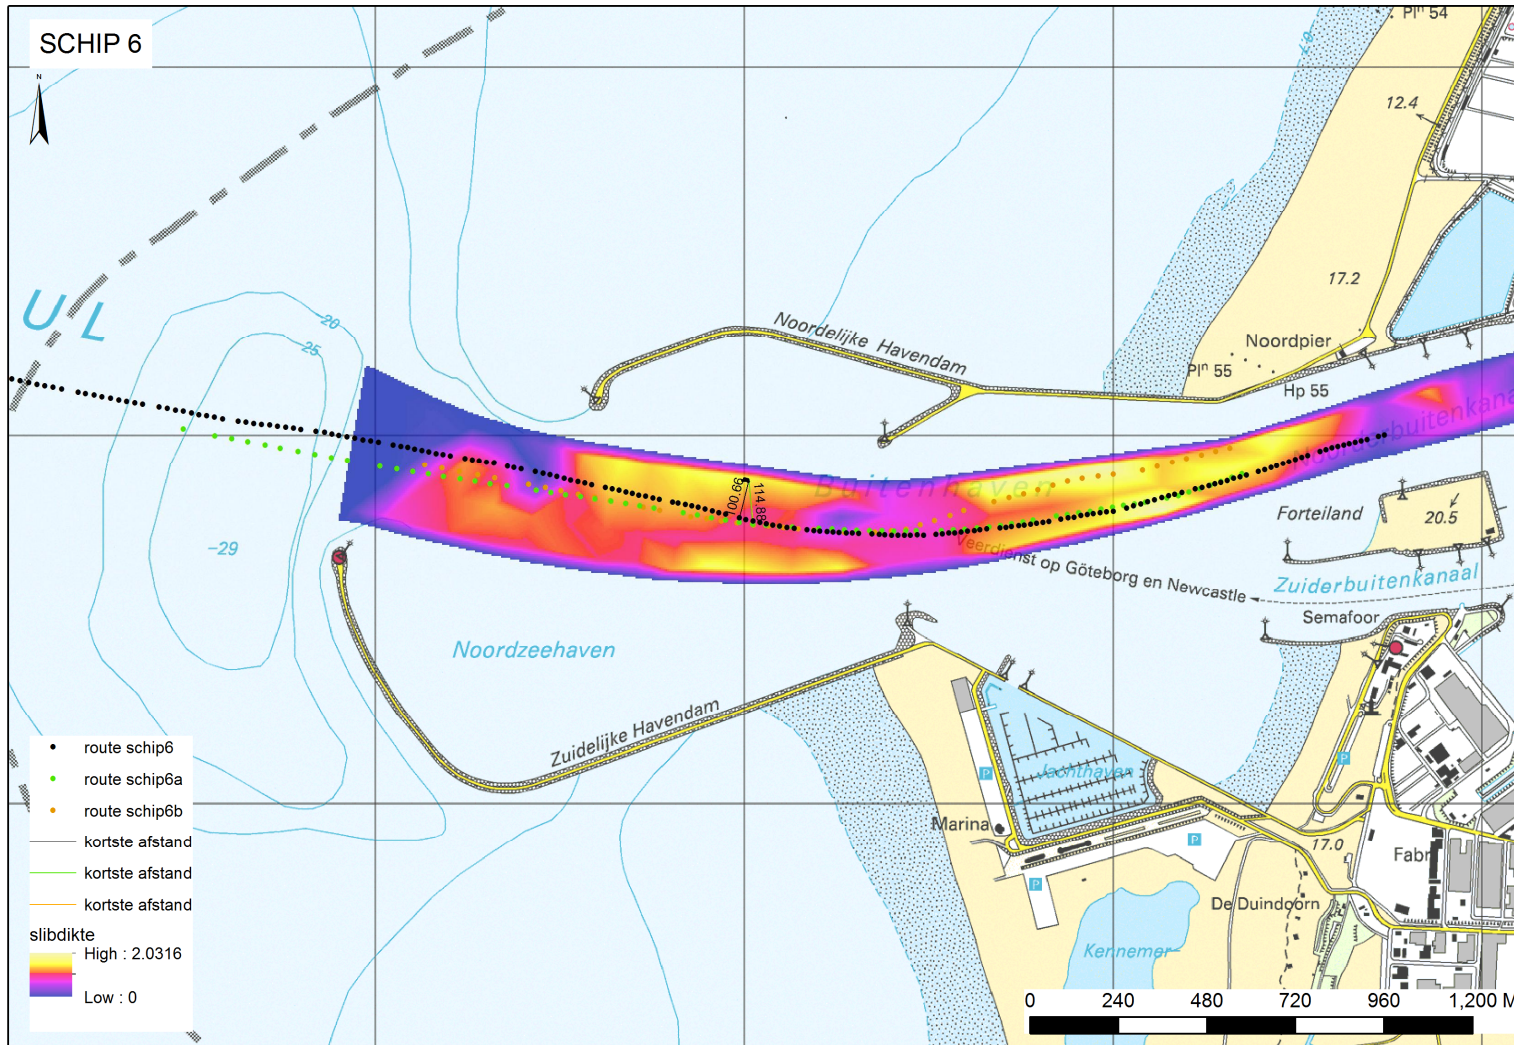 SCHIP 6
N
Plⁿ 54
12.4
17.2
U L
20
25
Noordelijke Havendam
Noordpier
Plⁿ 55
Hp 55
Noorderbuitenkana
100.66
114.88
Buitenhaven
Forteiland
20.5
−29
Veerdienst op Göteborg en Newcastle
Zuiderbuitenkanaal
Semafoor
Noordzeehaven
Zuidelijke Havendam
P
P
Jachthaven
P
P
Marina
17.0
Fabr
De Duindoorn
Kennemer
route schip6
route schip6a
route schip6b
kortste afstand
kortste afstand
kortste afstand
slibdikte
High : 2.0316
Low : 0
0 240 480 720 960 1,200 M